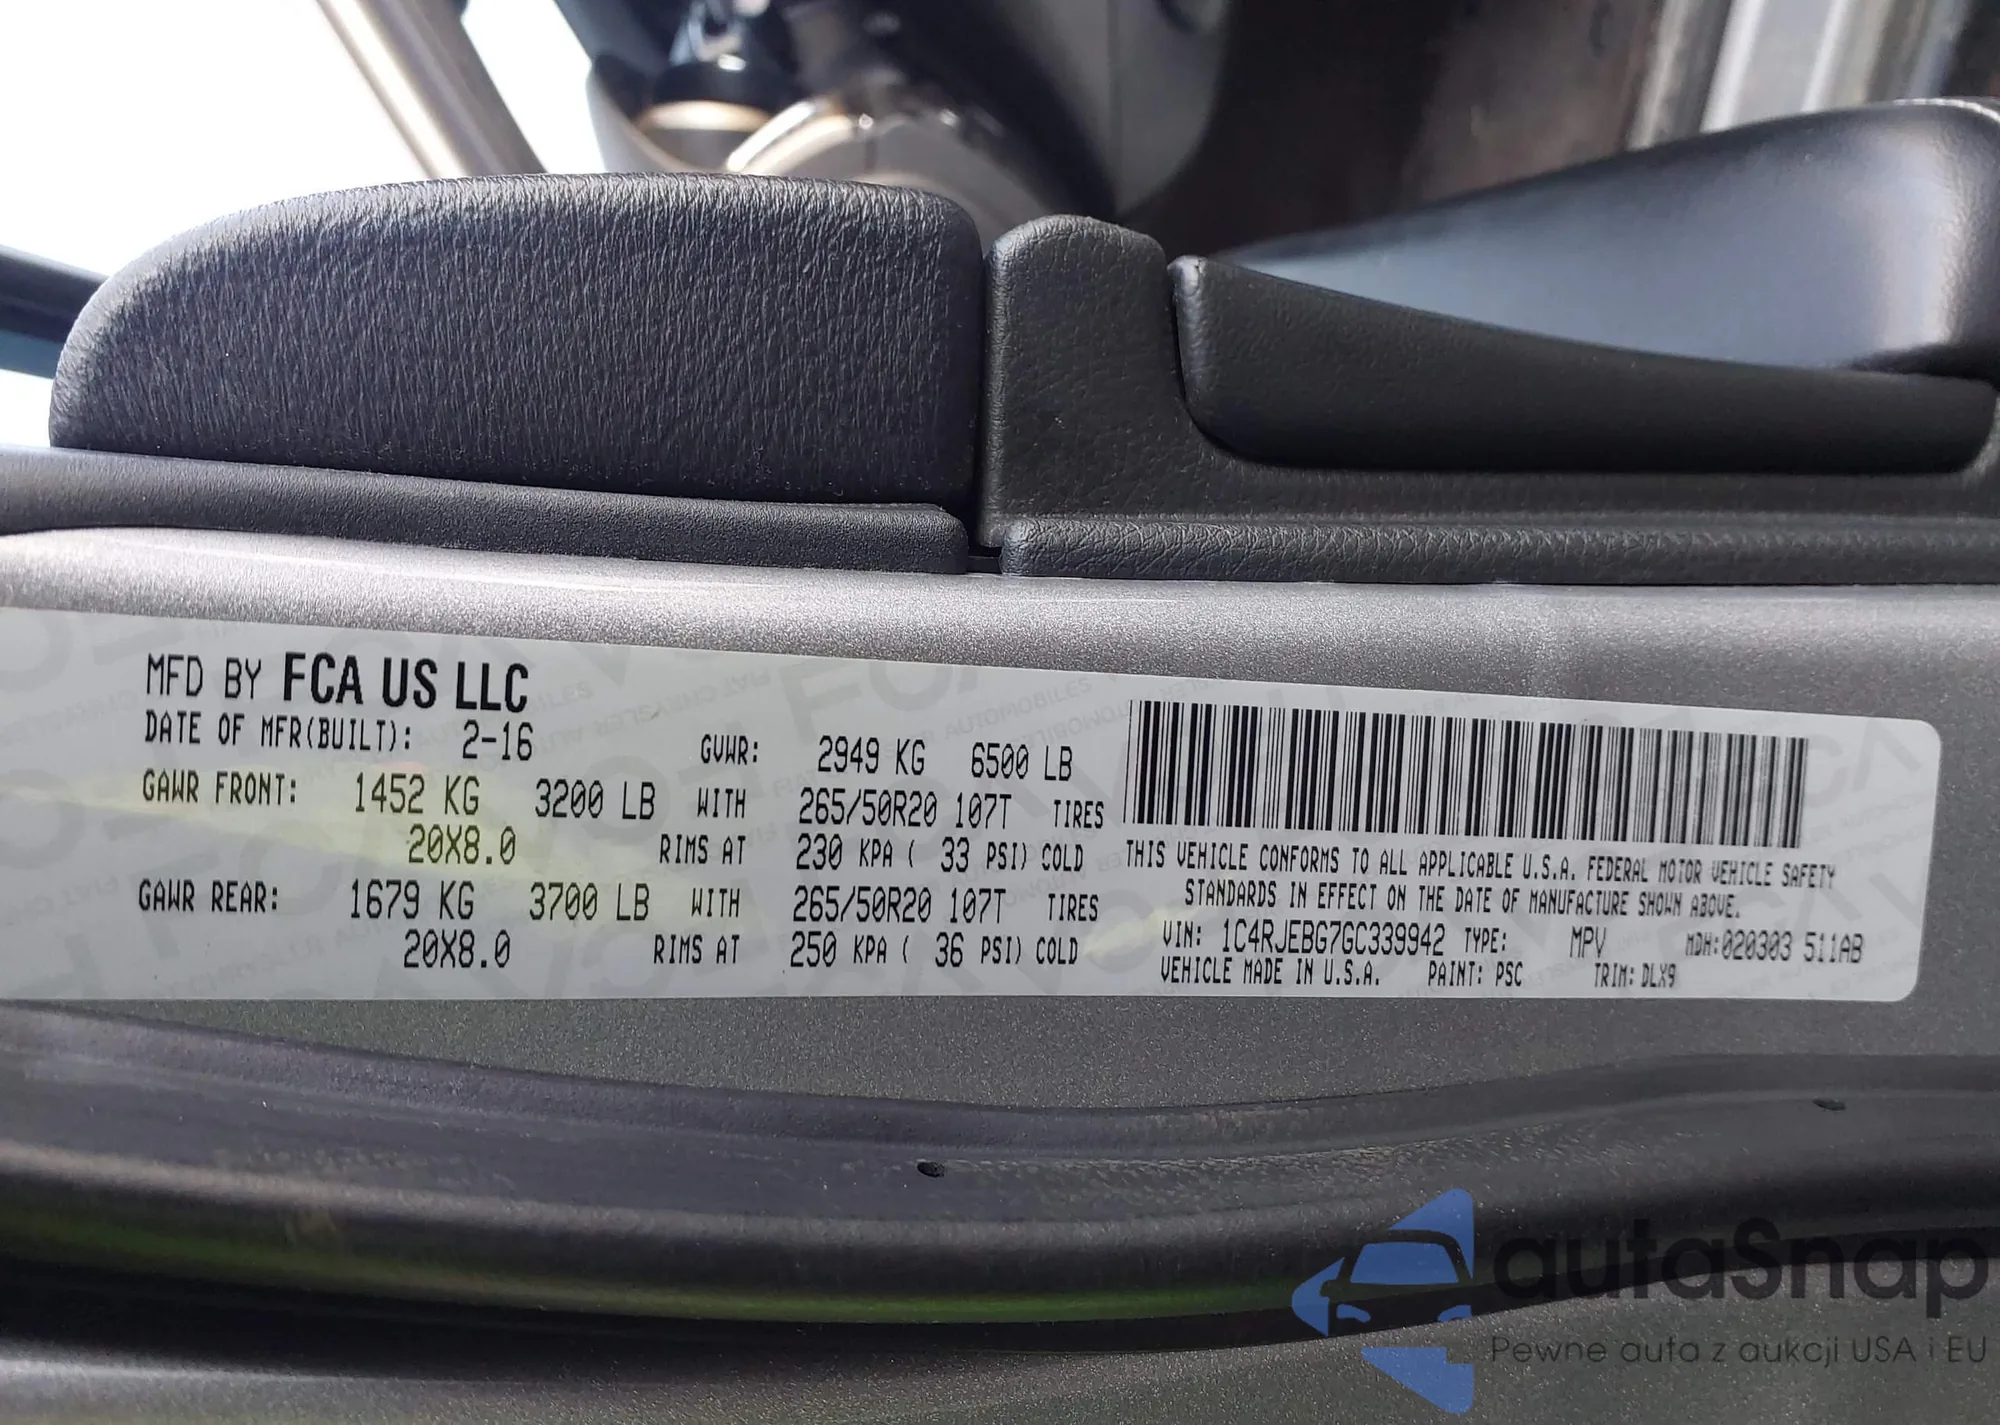 MFD BY FCA US LLC
DATE OF MFR(BUILT): 2-16 GVWR: 2949 KG 6500 LB
GAWR FRONT: 1452 KG 3200 LB WITH 265/50R20 107T TIRES
20X8.0 RIMS AT 230 KPA ( 33 PSI) COLD
GAWR REAR: 1679 KG 3700 LB WITH 265/50R20 107T TIRES
20X8.0 RIMS AT 250 KPA ( 36 PSI) COLD
THIS VEHICLE CONFORMS TO ALL APPLICABLE U.S.A. FEDERAL MOTOR VEHICLE SAFETY
STANDARDS IN EFFECT ON THE DATE OF MANUFACTURE SHOWN ABOVE.
VIN: 1C4RJEBG7GC339942 TYPE: MPV MDH:020303 511AB
VEHICLE MADE IN U.S.A. PAINT: PSC TRIM: DLX9
autaSnap
Pewne auta z aukcji USA i EU